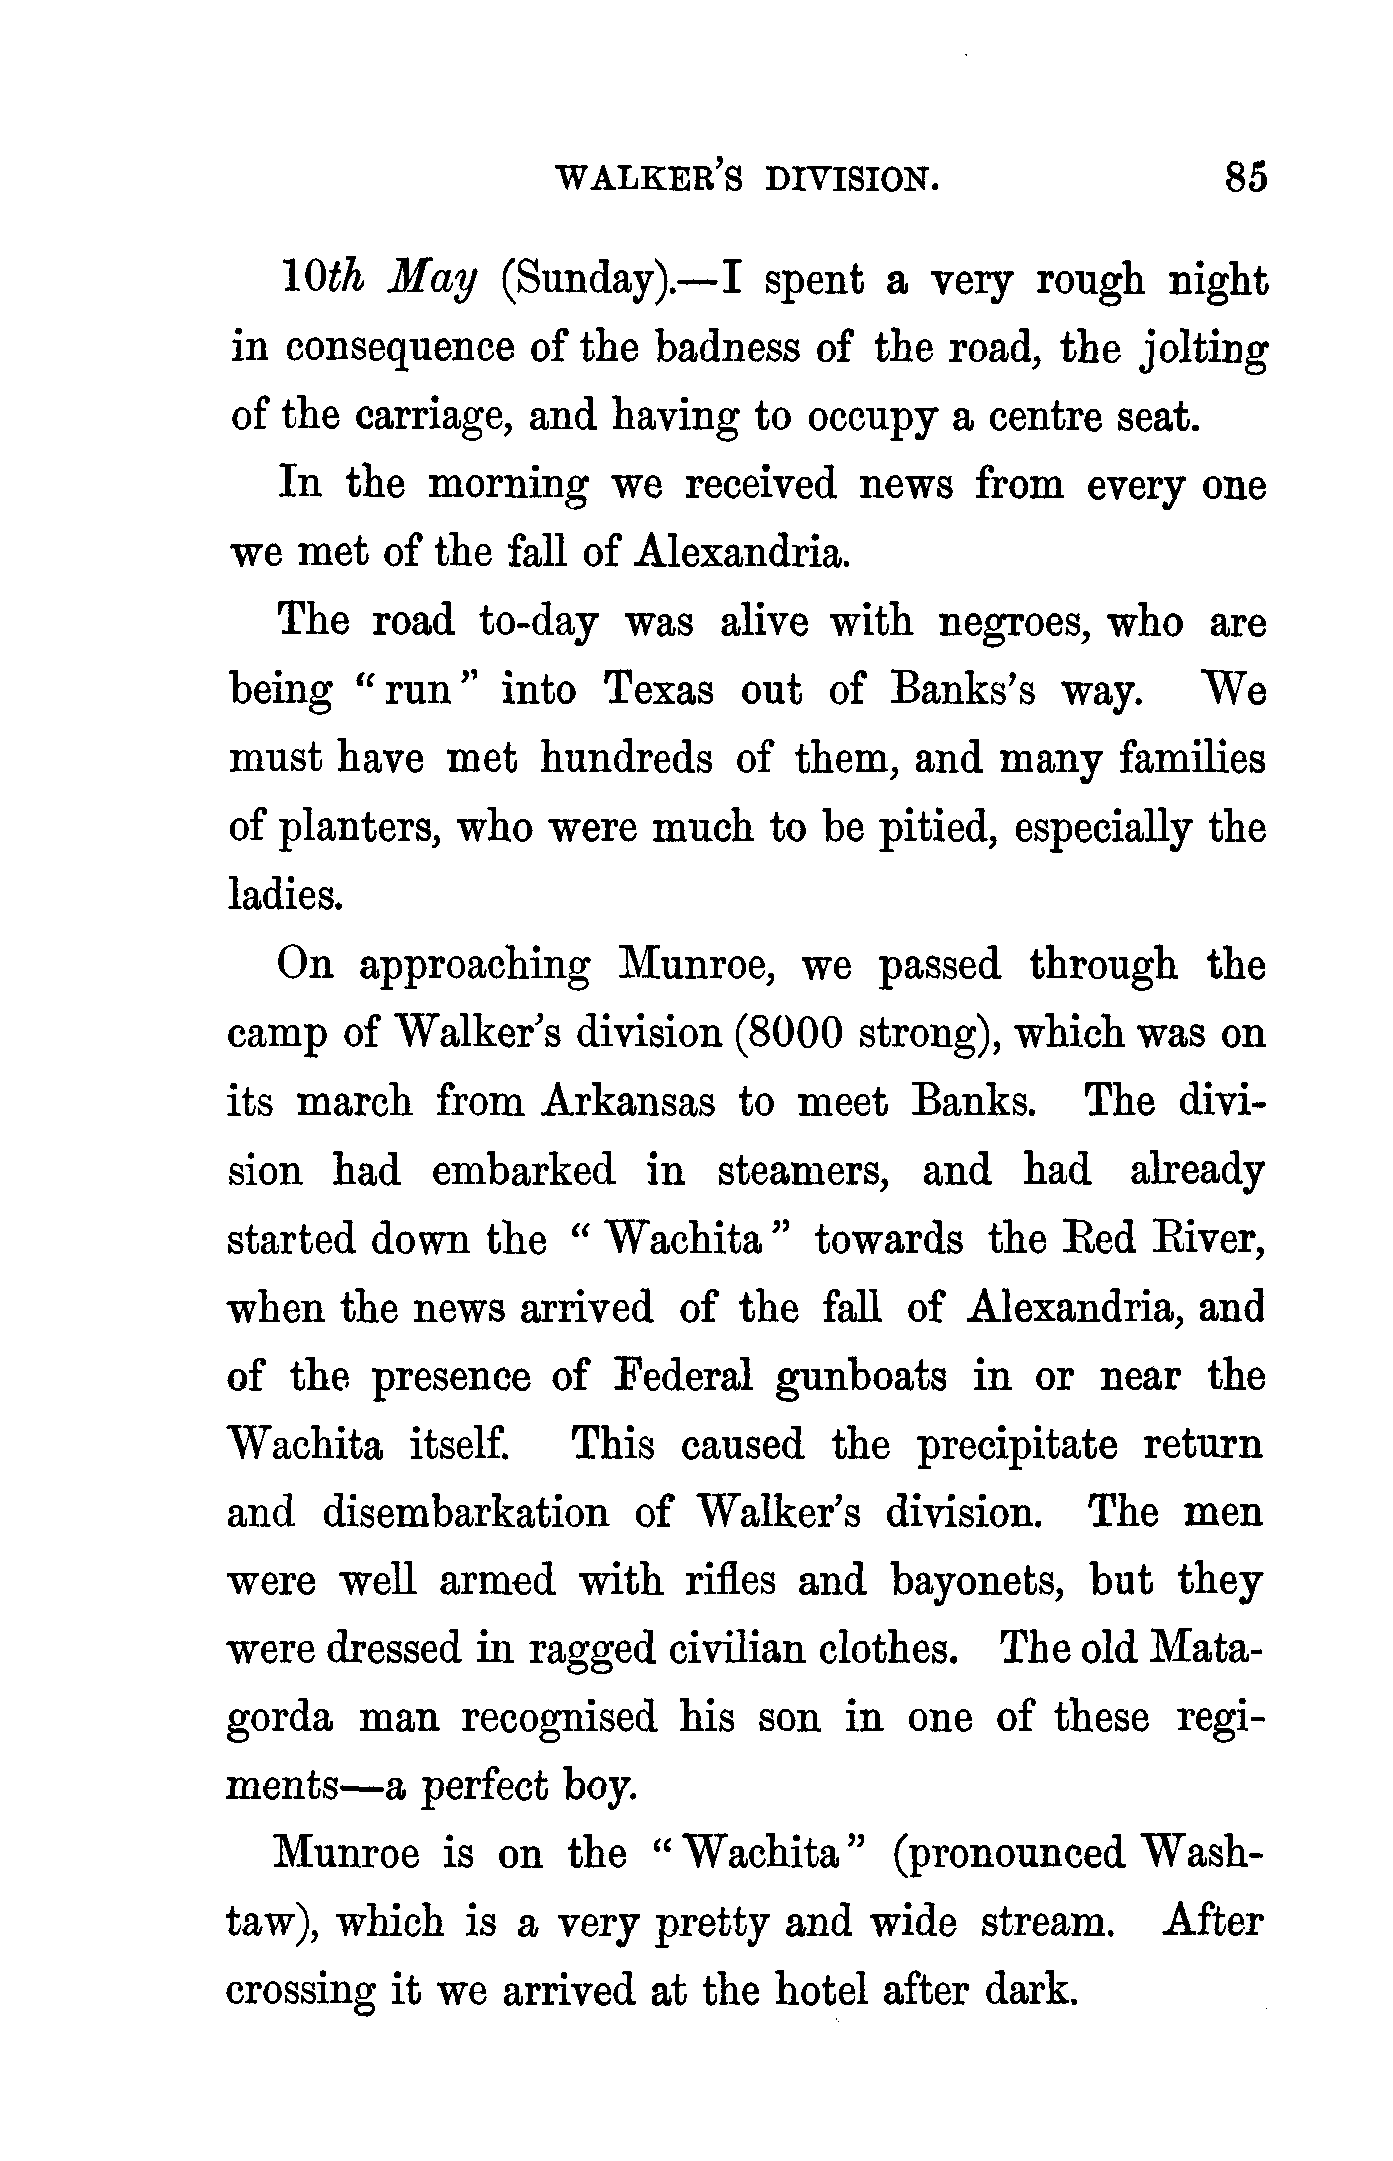 WALKER'S DIVISION. 85
10th May (Sunday).—I spent a very rough night
in consequence of the badness of the road, the jolting
of the carriage, and having to occupy a centre seat.
In the morning we received news from every one
we met of the fall of Alexandria.
The road to-day was alive with negroes, who are
being "run" into Texas out of Banks's way. We
must have met hundreds of them, and many families
of planters, who were much to be pitied, especially the
ladies.
On approaching Munroe, we passed through the
camp of Walker's division (8000 strong), which was on
its march from Arkansas to meet Banks. The divi-
sion had embarked in steamers, and had already
started down the "Wachita" towards the Red River,
when the news arrived of the fall of Alexandria, and
of the presence of Federal gunboats in or near the
Wachita itself. This caused the precipitate return
and disembarkation of Walker's division. The men
were well armed with rifles and bayonets, but they
were dressed in ragged civilian clothes. The old Mata-
gorda man recognised his son in one of these regi-
ments—a perfect boy.
Munroe is on the "Wachita" (pronounced Wash-
taw), which is a very pretty and wide stream. After
crossing it we arrived at the hotel after dark.